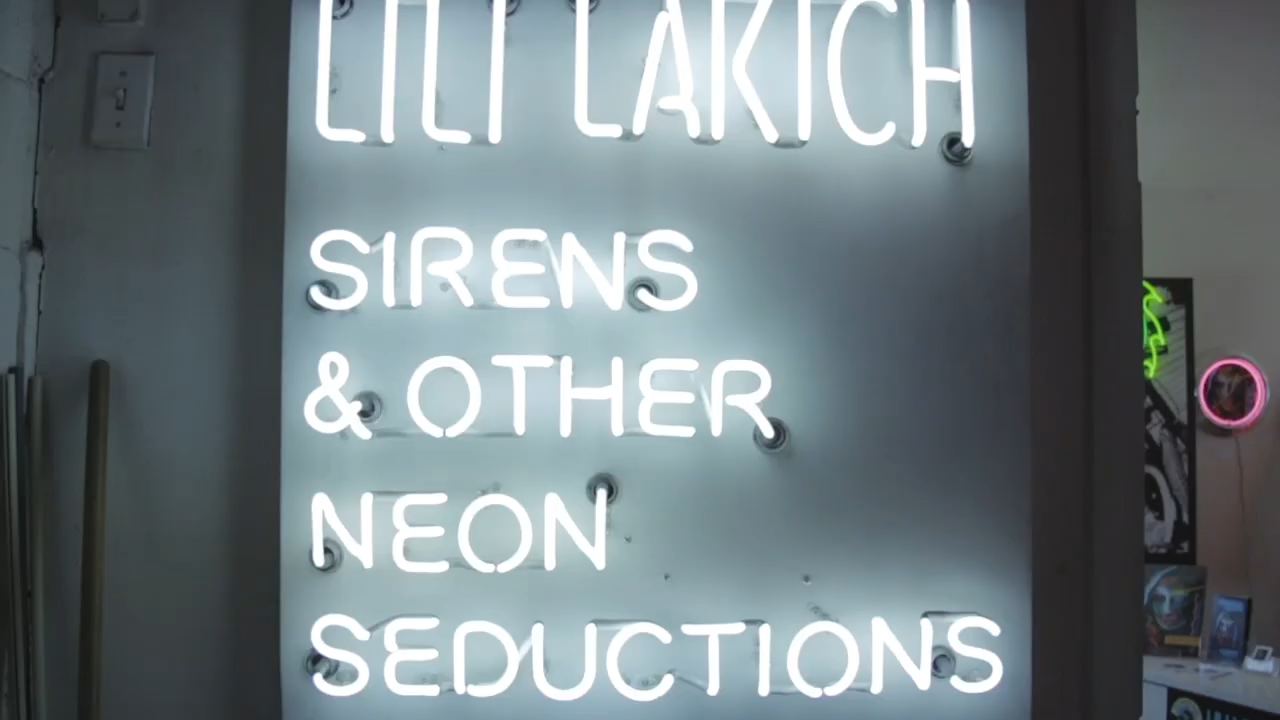 LILI LAKICH
SIRENS
& OTHER
NEON
SEDUCTIONS